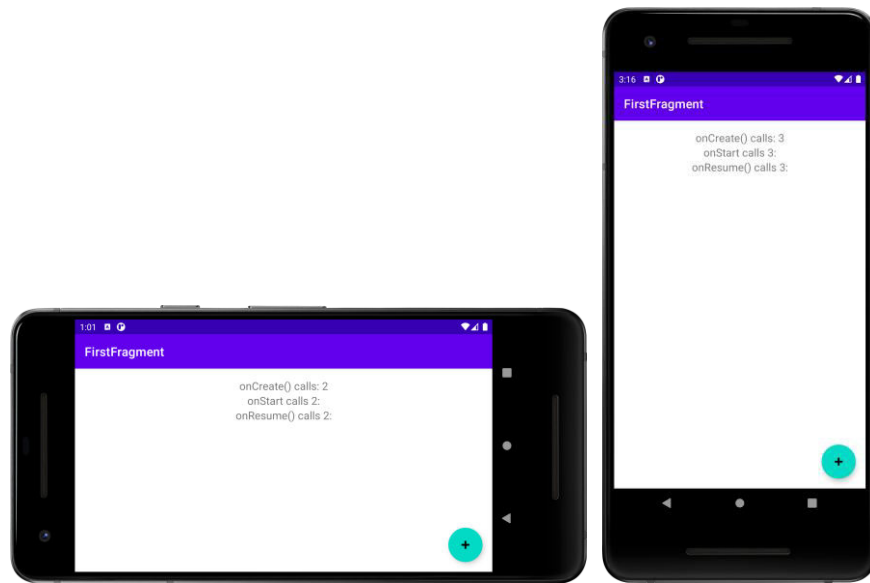 1:01
FirstFragment
onCreate() calls: 2
onStart calls 2:
onResume() calls 2:
+
3:16
FirstFragment
onCreate() calls: 3
onStart calls 3:
onResume() calls 3:
+